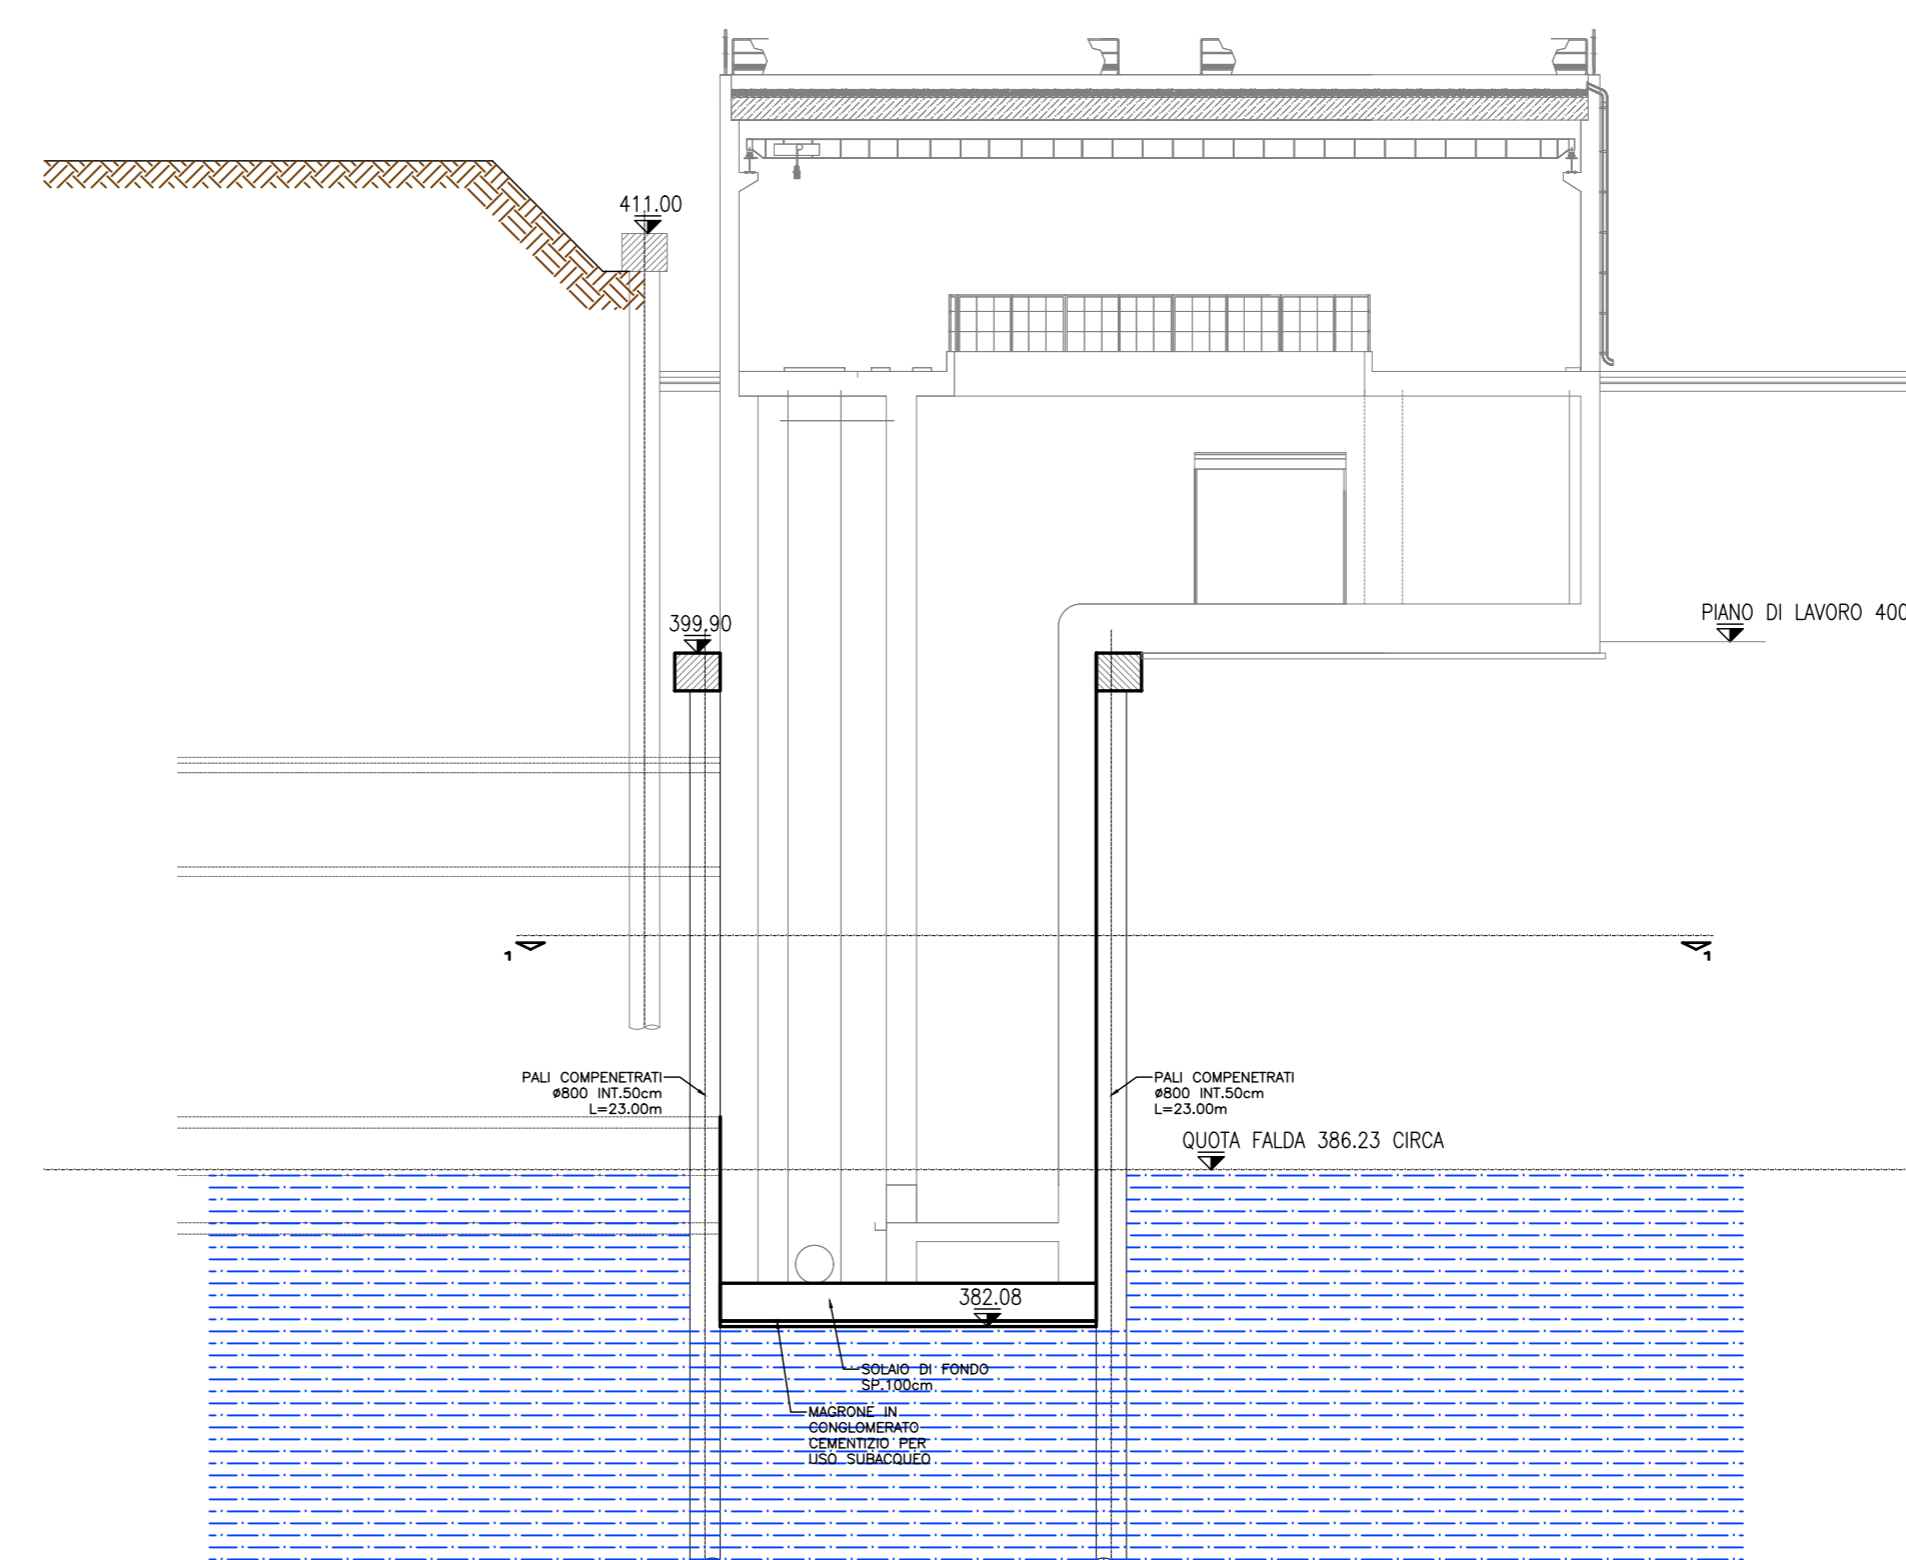 411.00
399.90
PIANO DI LAVORO 400
1
1
PALI COMPENETRATI
ø800 INT.50cm
L=23.00m
PALI COMPENETRATI
ø800 INT.50cm
L=23.00m
QUOTA FALDA 386.23 CIRCA
382.08
SOLAIO DI FONDO
SP.100cm
MAGRONE IN
CONGLOMERATO
CEMENTIZIO PER
USO SUBACQUEO